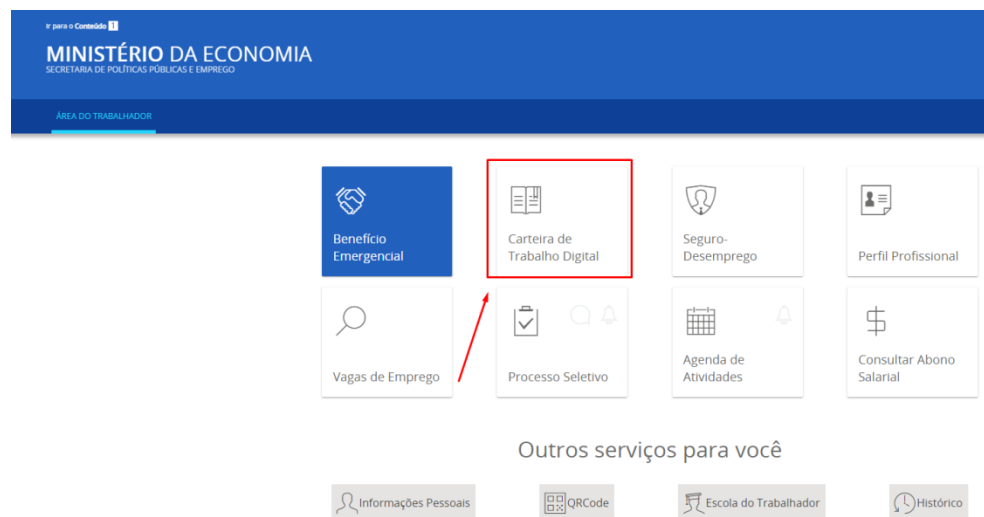 Ir para o Conteúdo 1
MINISTÉRIO DA ECONOMIA
SECRETARIA DE POLÍTICAS PÚBLICAS E EMPREGO
ÁREA DO TRABALHADOR
Benefício
Emergencial
Carteira de
Trabalho Digital
Seguro-
Desemprego
Perfil Profissional
Vagas de Emprego
Processo Seletivo
Agenda de
Atividades
Consultar Abono
Salarial
Outros serviços para você
Informações Pessoais
QRCode
Escola do Trabalhador
Histórico